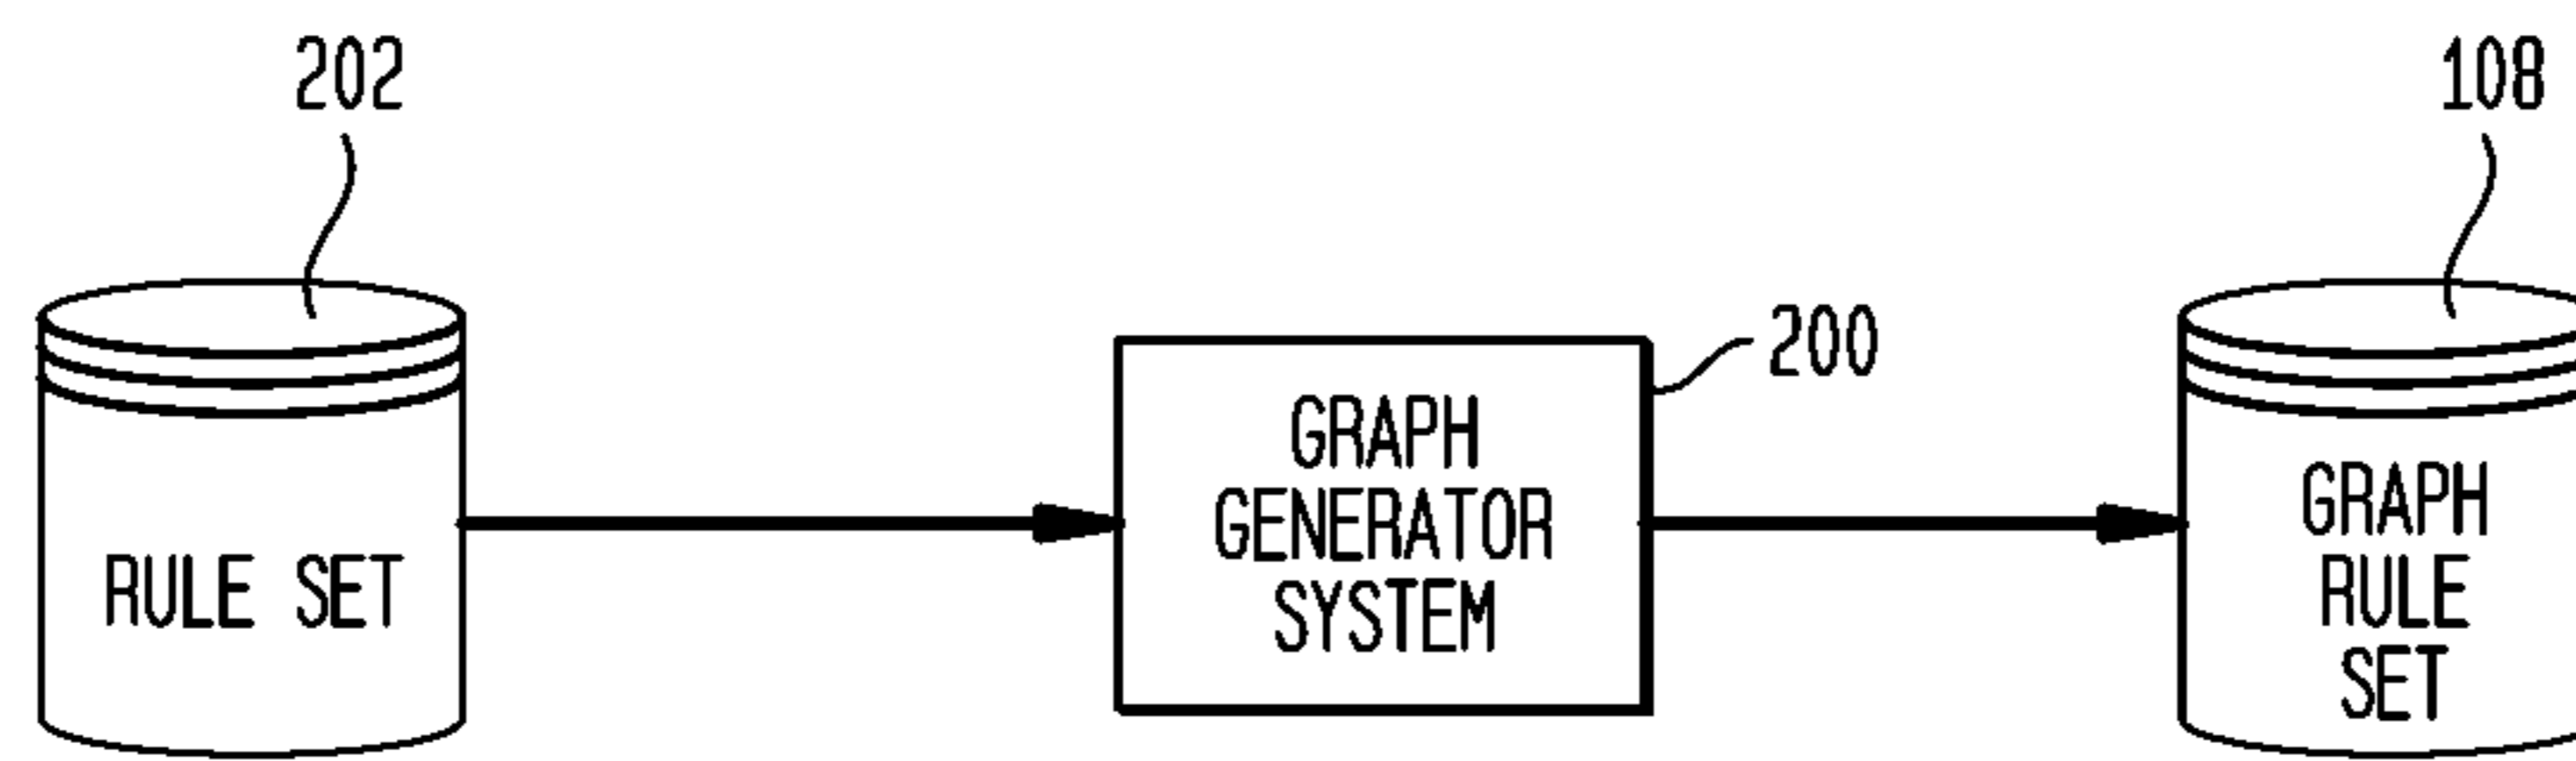 202
108
200
RULE SET
GRAPH
GENERATOR
SYSTEM
GRAPH
RULE
SET